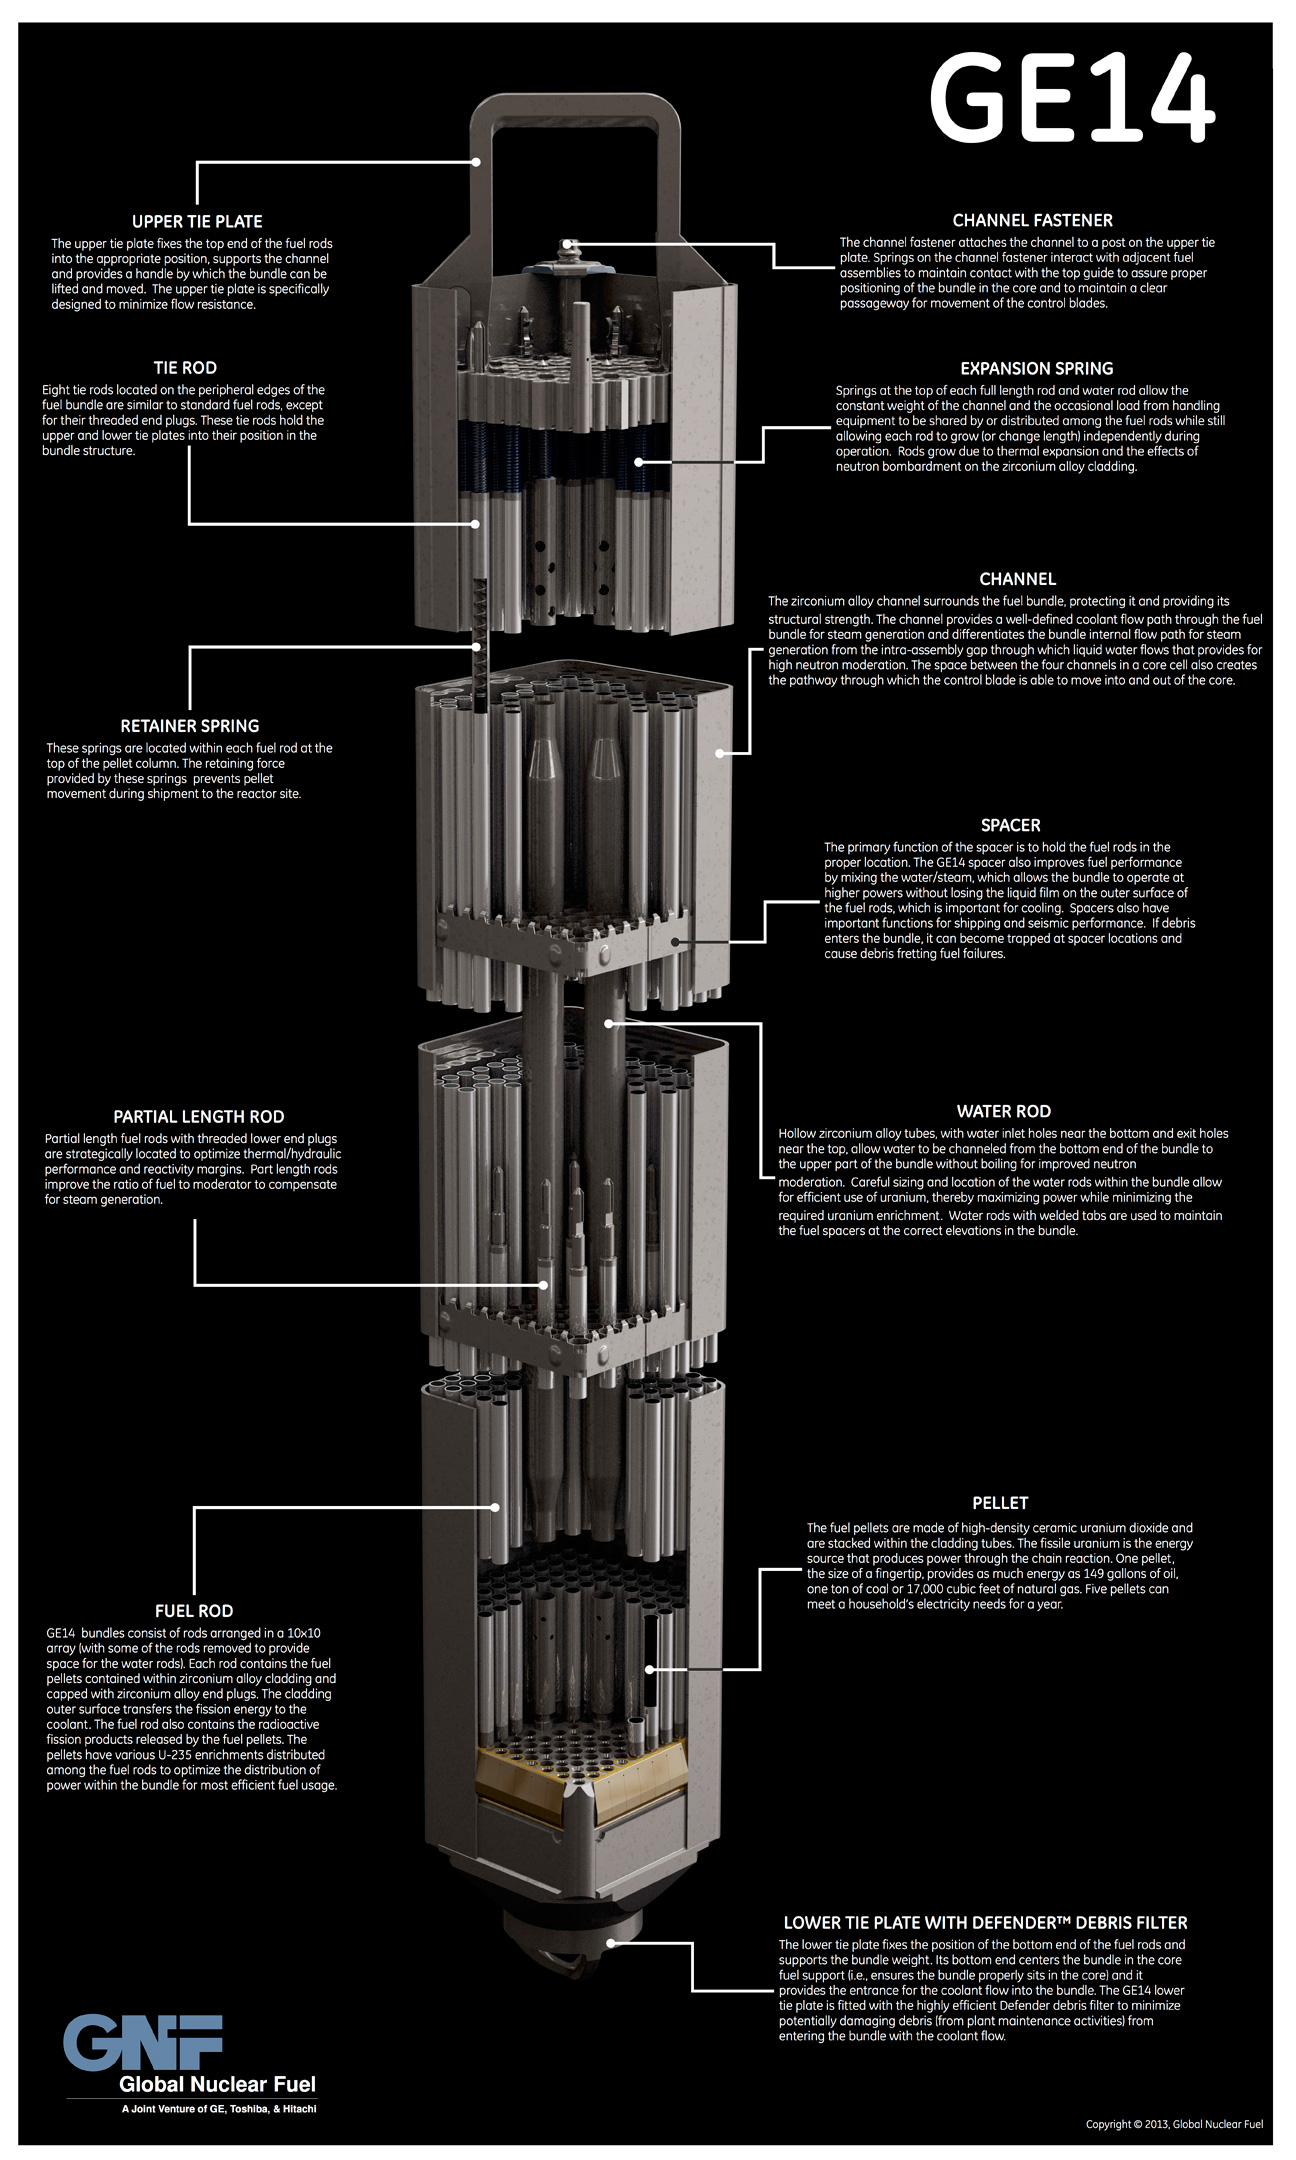 GE14
UPPER TIE PLATE
The upper tie plate fixes the top end of the fuel rods
into the appropriate position, supports the channel
and provides a handle by which the bundle can be
lifted and moved.  The upper tie plate is specifically
designed to minimize flow resistance.
CHANNEL FASTENER
The channel fastener attaches the channel to a post on the upper tie
plate. Springs on the channel fastener interact with adjacent fuel
assemblies to maintain contact with the top guide to assure proper
positioning of the bundle in the core and to maintain a clear
passageway for movement of the control blades.
TIE ROD
Eight tie rods located on the peripheral edges of the
fuel bundle are similar to standard fuel rods, except
for their threaded end plugs. These tie rods hold the
upper and lower tie plates into their position in the
bundle structure.
EXPANSION SPRING
Springs at the top of each full length rod and water rod allow the
constant weight of the channel and the occasional load from handling
equipment to be shared by or distributed among the fuel rods while still
allowing each rod to grow (or change length) independently during
operation.  Rods grow due to thermal expansion and the effects of
neutron bombardment on the zirconium alloy cladding.
CHANNEL
The zirconium alloy channel surrounds the fuel bundle, protecting it and providing its
structural strength. The channel provides a well-defined coolant flow path through the fuel
bundle for steam generation and differentiates the bundle internal flow path for steam
generation from the intra-assembly gap through which liquid water flows that provides for
high neutron moderation. The space between the four channels in a core cell also creates
the pathway through which the control blade is able to move into and out of the core.
RETAINER SPRING
These springs are located within each fuel rod at the
top of the pellet column. The retaining force
provided by these springs  prevents pellet
movement during shipment to the reactor site.
SPACER
The primary function of the spacer is to hold the fuel rods in the
proper location. The GE14 spacer also improves fuel performance
by mixing the water/steam, which allows the bundle to operate at
higher powers without losing the liquid film on the outer surface of
the fuel rods, which is important for cooling.  Spacers also have
important functions for shipping and seismic performance.  If debris
enters the bundle, it can become trapped at spacer locations and
cause debris fretting fuel failures.
PARTIAL LENGTH ROD
Partial length fuel rods with threaded lower end plugs
are strategically located to optimize thermal/hydraulic
performance and reactivity margins.  Part length rods
improve the ratio of fuel to moderator to compensate
for steam generation.
WATER ROD
Hollow zirconium alloy tubes, with water inlet holes near the bottom and exit holes
near the top, allow water to be channeled from the bottom end of the bundle to
the upper part of the bundle without boiling for improved neutron
moderation.  Careful sizing and location of the water rods within the bundle allow
for efficient use of uranium, thereby maximizing power while minimizing the
required uranium enrichment.  Water rods with welded tabs are used to maintain
the fuel spacers at the correct elevations in the bundle.
PELLET
The fuel pellets are made of high-density ceramic uranium dioxide and
are stacked within the cladding tubes. The fissile uranium is the energy
source that produces power through the chain reaction. One pellet,
the size of a fingertip, provides as much energy as 149 gallons of oil,
one ton of coal or 17,000 cubic feet of natural gas. Five pellets can
meet a household's electricity needs for a year.
FUEL ROD
GE14  bundles consist of rods arranged in a 10x10
array (with some of the rods removed to provide
space for the water rods). Each rod contains the fuel
pellets contained within zirconium alloy cladding and
capped with zirconium alloy end plugs. The cladding
outer surface transfers the fission energy to the
coolant. The fuel rod also contains the radioactive
fission products released by the fuel pellets. The
pellets have various U-235 enrichments distributed
among the fuel rods to optimize the distribution of
power within the bundle for most efficient fuel usage.
LOWER TIE PLATE WITH DEFENDER™ DEBRIS FILTER
The lower tie plate fixes the position of the bottom end of the fuel rods and
supports the bundle weight. Its bottom end centers the bundle in the core
fuel support (i.e., ensures the bundle properly sits in the core) and it
provides the entrance for the coolant flow into the bundle. The GE14 lower
tie plate is fitted with the highly efficient Defender debris filter to minimize
potentially damaging debris (from plant maintenance activities) from
entering the bundle with the coolant flow.
GNF
Global Nuclear Fuel
A Joint Venture of GE, Toshiba, & Hitachi
Copyright © 2013, Global Nuclear Fuel